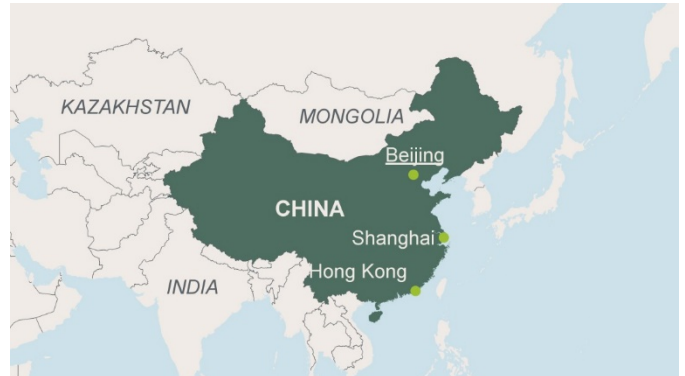 KAZAKHSTAN
MONGOLIA
Beijing
CHINA
Shanghai
Hong Kong
INDIA